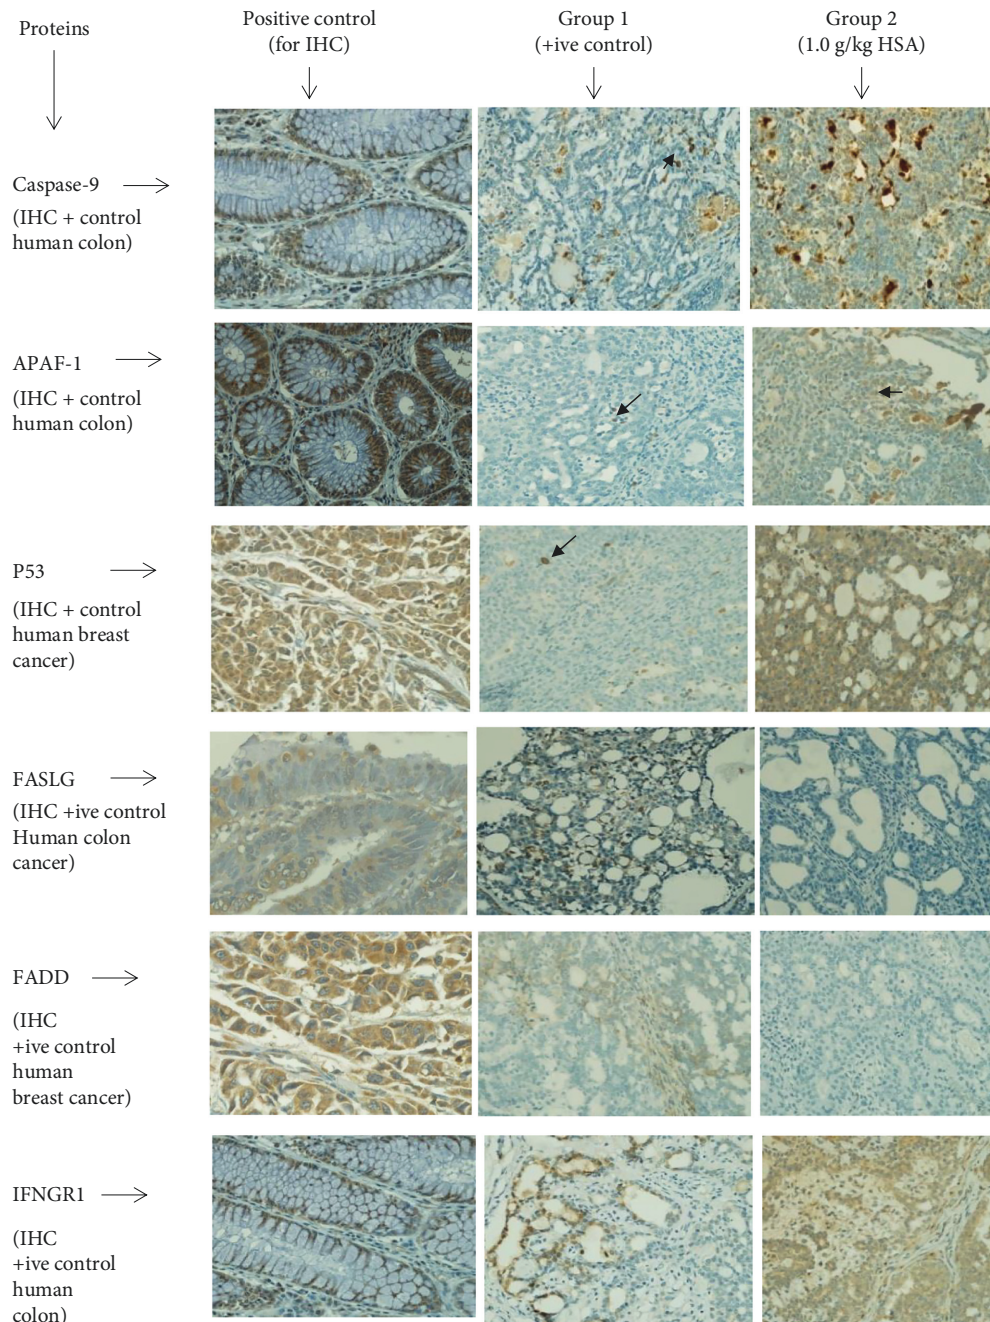 Proteins
Positive control
(for IHC)
Group 1
(+ive control)
Group 2
(1.0 g/kg HSA)
Caspase-9
(IHC + control
human colon)
APAF-1
(IHC + control
human colon)
P53
(IHC + control
human breast
cancer)
FASLG
(IHC +ive control
Human colon
cancer)
FADD
(IHC
+ive control
human
breast cancer)
IFNGR1
(IHC
+ive control
human
colon)